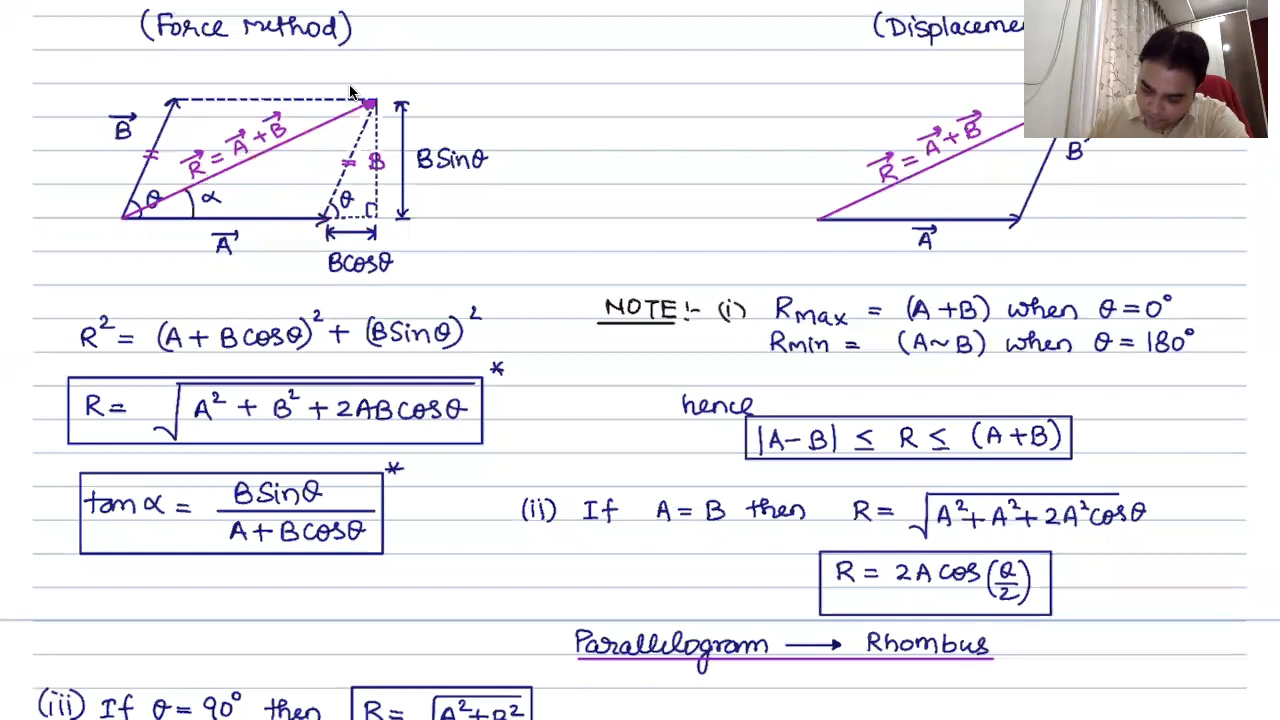 (Force method)
(Displaceme
B⃗
R⃗ = A⃗ + B⃗
θ
α
θ
B
B Sinθ
A⃗
Bcosθ
R⃗ = A⃗ + B⃗
B
A⃗
R² = (A + B cosθ)² + (B Sinθ)²
R = √(A² + B² + 2AB cosθ) *
tan α = B Sinθ / (A + B cosθ) *
NOTE :- (i) Rmax = (A + B) when θ = 0°
Rmin = (A ~ B) when θ = 180°
hence
|A - B| ≤ R ≤ (A + B)
(ii) If A = B then R = √(A² + A² + 2A² cosθ)
R = 2A cos (θ/2)
Parallilogram ⟶ Rhombus
(iii) If θ = 90° then R = √(A² + B²)